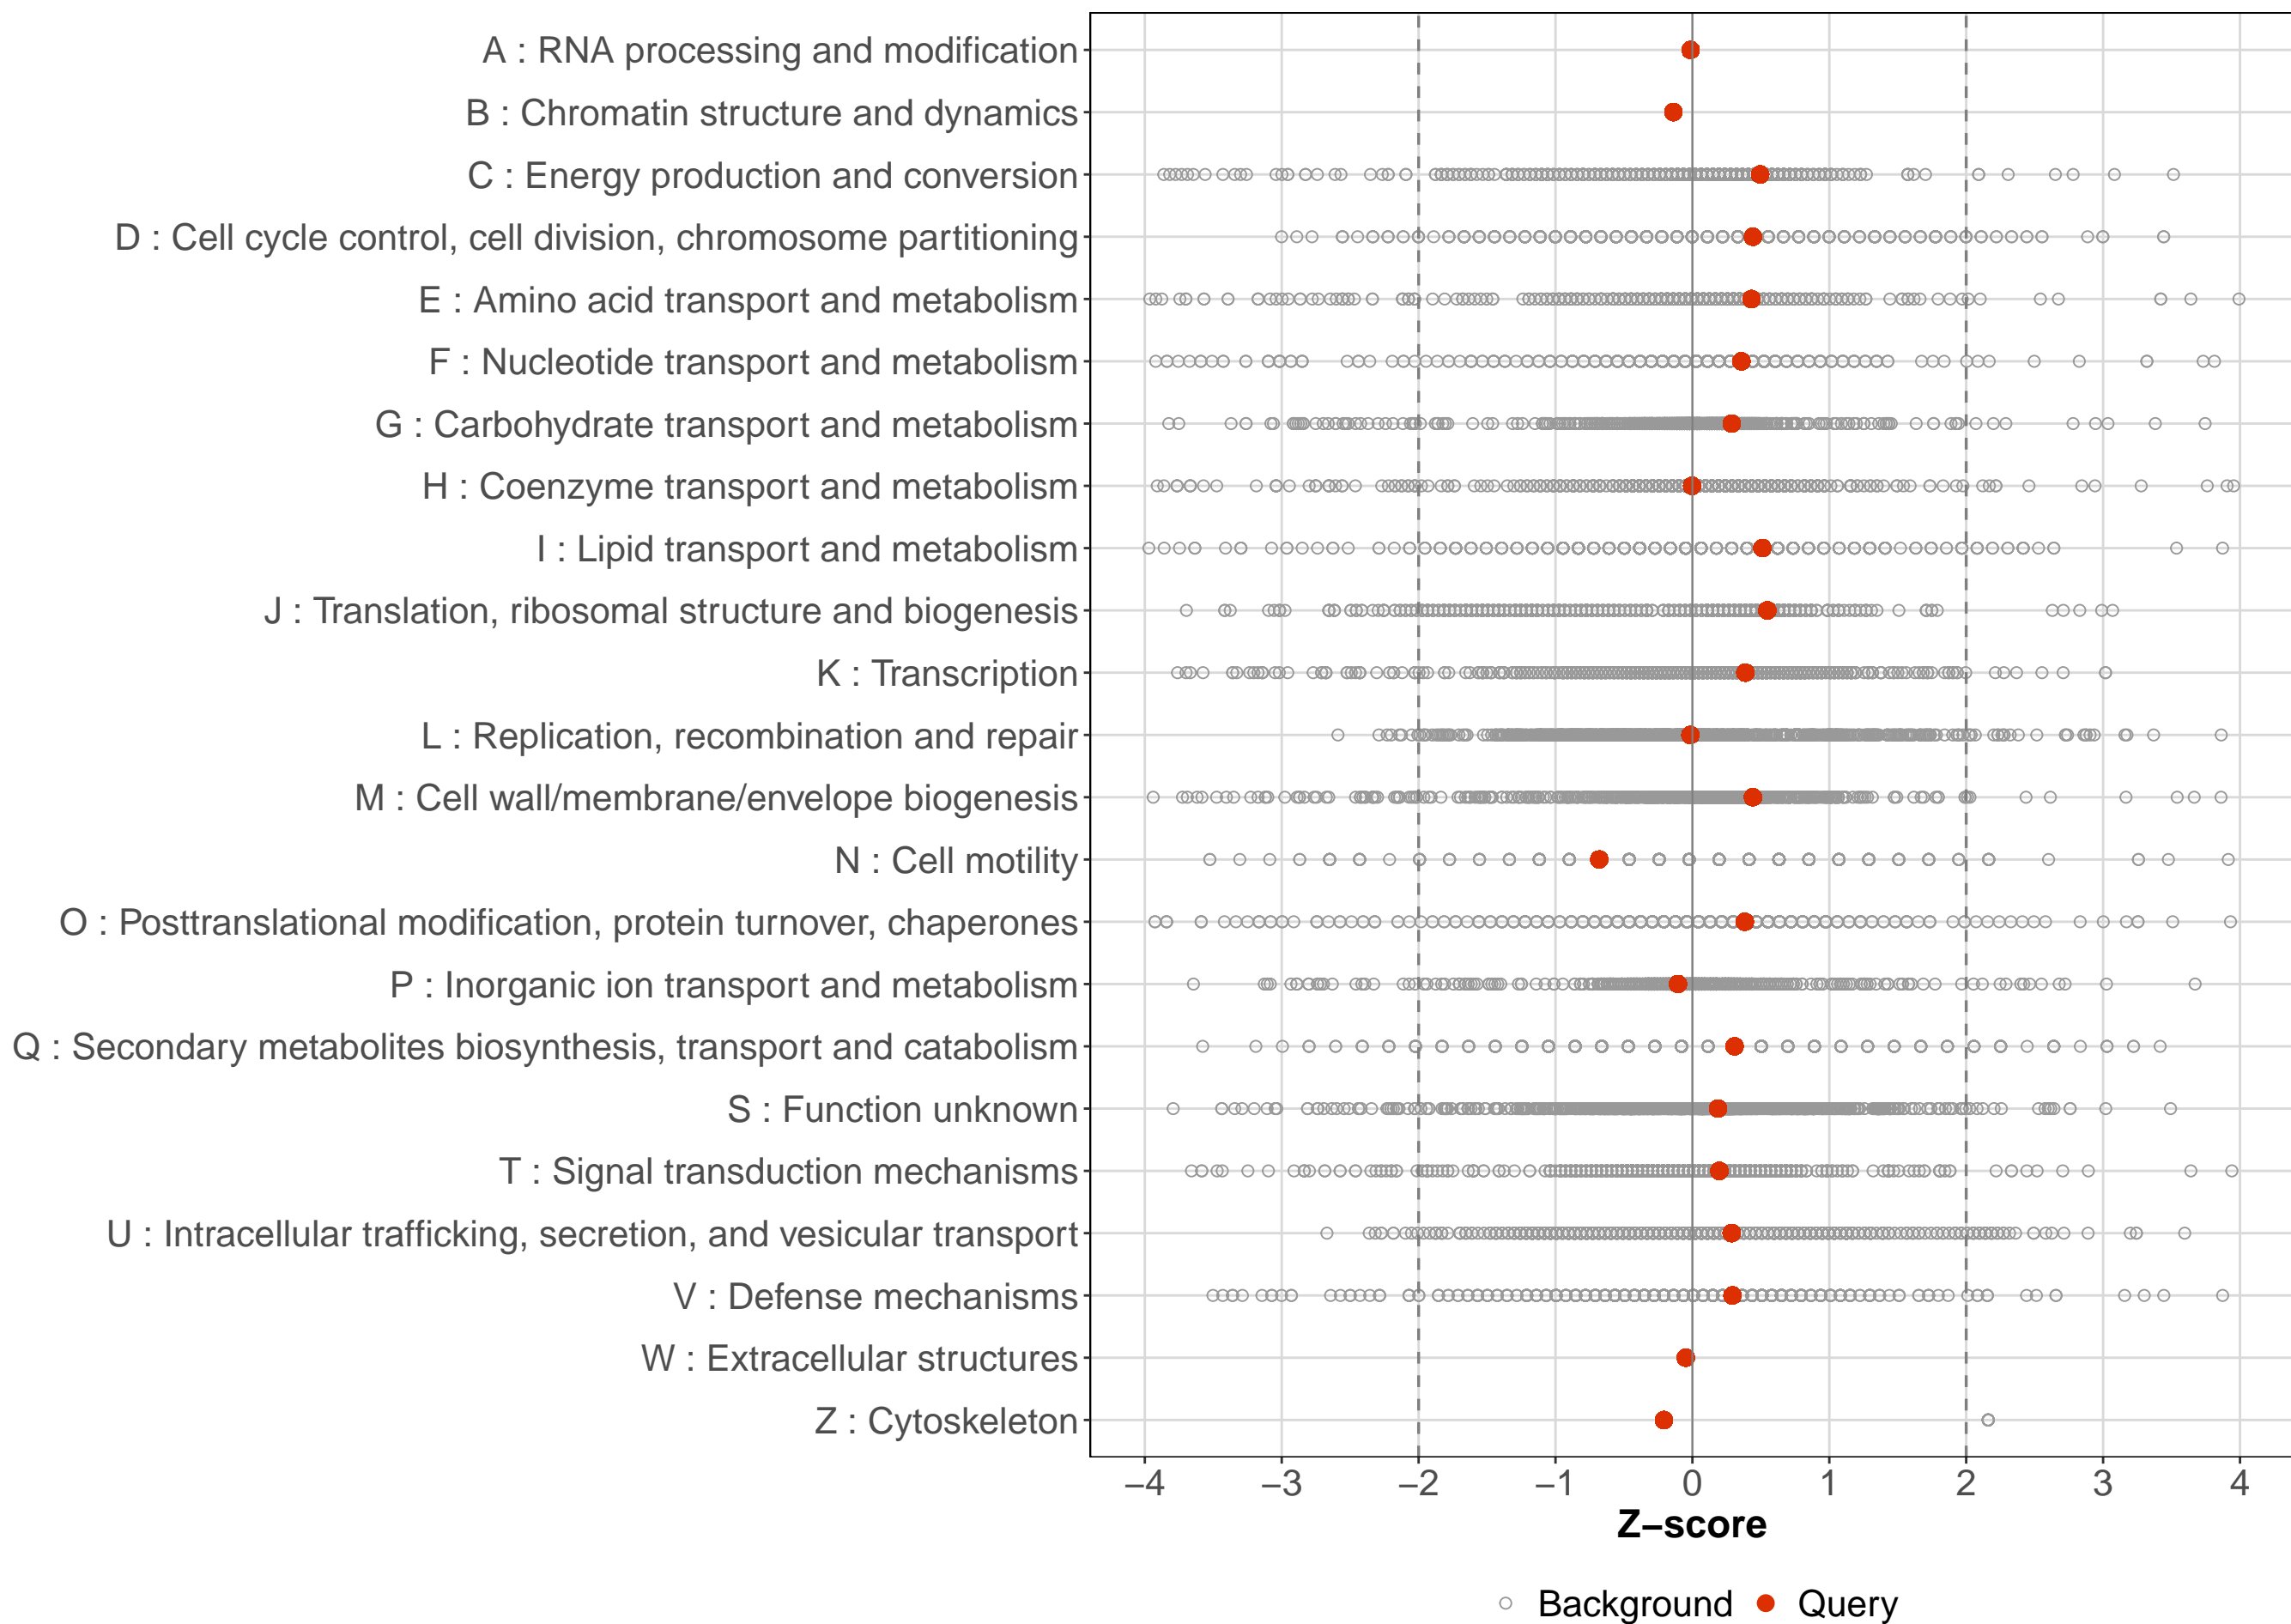 A : RNA processing and modification
B : Chromatin structure and dynamics
C : Energy production and conversion
D : Cell cycle control, cell division, chromosome partitioning
E : Amino acid transport and metabolism
F : Nucleotide transport and metabolism
G : Carbohydrate transport and metabolism
H : Coenzyme transport and metabolism
I : Lipid transport and metabolism
J : Translation, ribosomal structure and biogenesis
K : Transcription
L : Replication, recombination and repair
M : Cell wall/membrane/envelope biogenesis
N : Cell motility
O : Posttranslational modification, protein turnover, chaperones
P : Inorganic ion transport and metabolism
Q : Secondary metabolites biosynthesis, transport and catabolism
S : Function unknown
T : Signal transduction mechanisms
U : Intracellular trafficking, secretion, and vesicular transport
V : Defense mechanisms
W : Extracellular structures
Z : Cytoskeleton
−4 −3 −2 −1 0 1 2 3 4
Z−score
Background Query